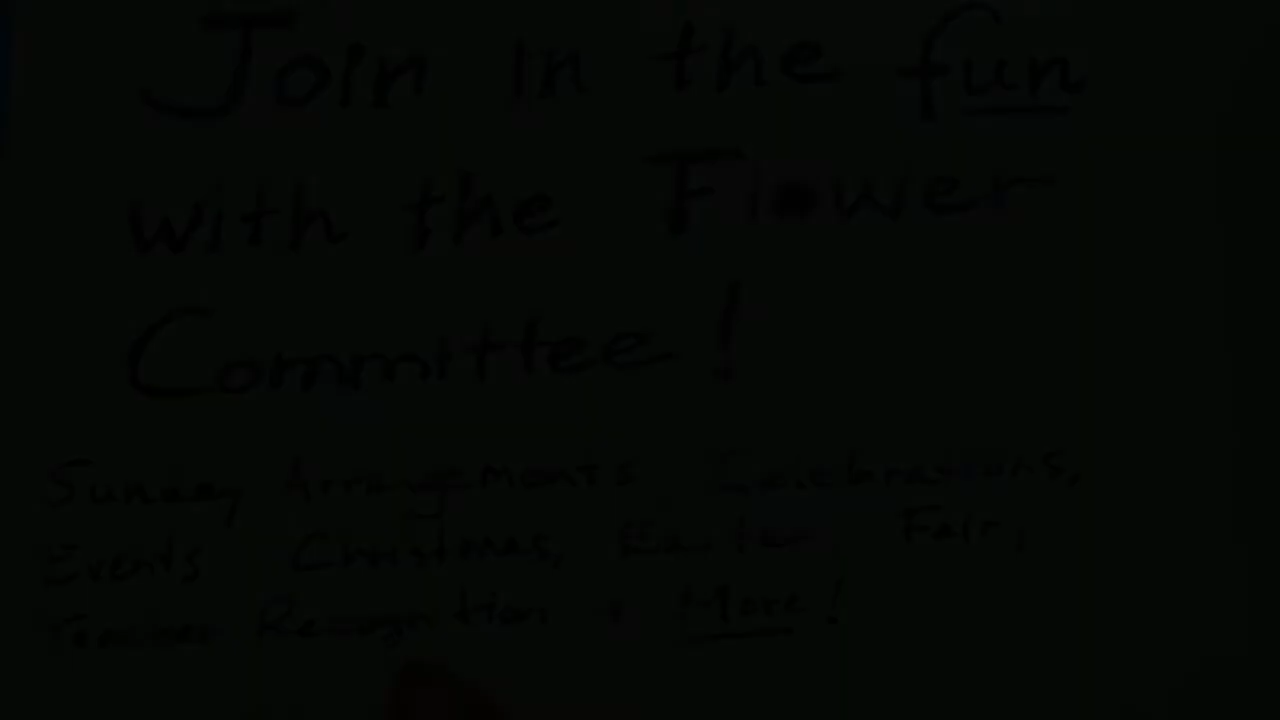 Join in the fun
with the Flower
Committee!
Sunday Arrangements Celebrations,
Events Christmas, Easter Fair,
Teacher Recognition & More!